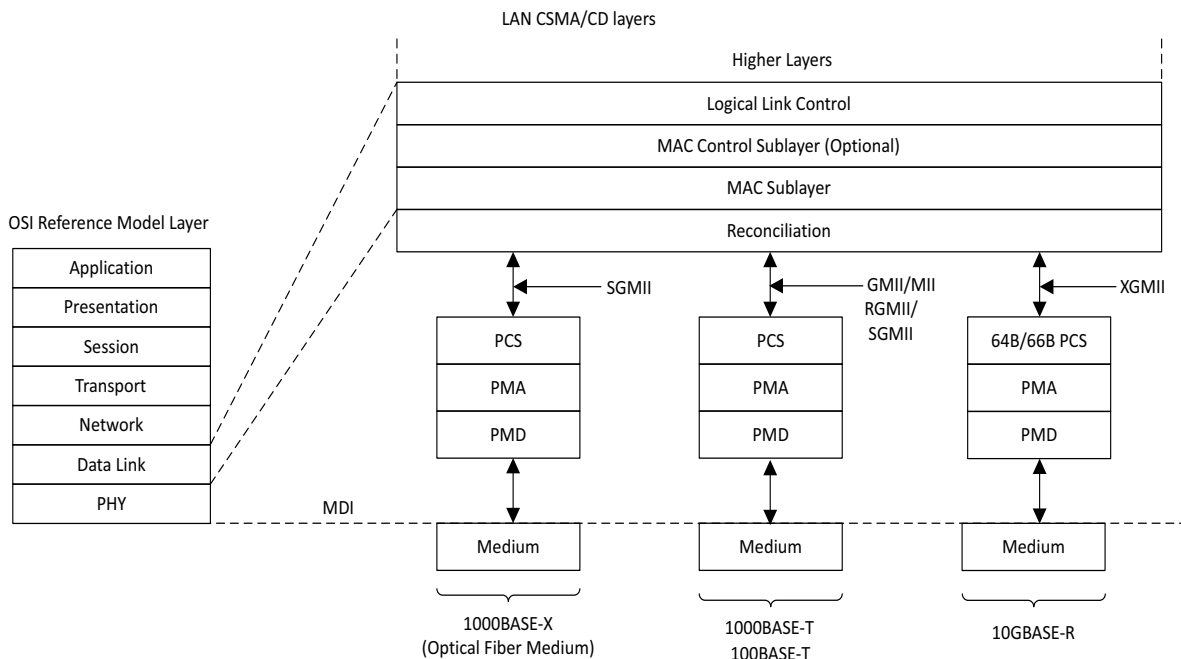 LAN CSMA/CD layers
Higher Layers
Logical Link Control
MAC Control Sublayer (Optional)
MAC Sublayer
Reconciliation
OSI Reference Model Layer
Application
Presentation
Session
Transport
Network
Data Link
PHY
MDI
SGMII
PCS
PMA
PMD
Medium
1000BASE-X
(Optical Fiber Medium)
GMII/MII
RGMII/
SGMII
PCS
PMA
PMD
Medium
1000BASE-T
100BASE-T
XGMII
64B/66B PCS
PMA
PMD
Medium
10GBASE-R